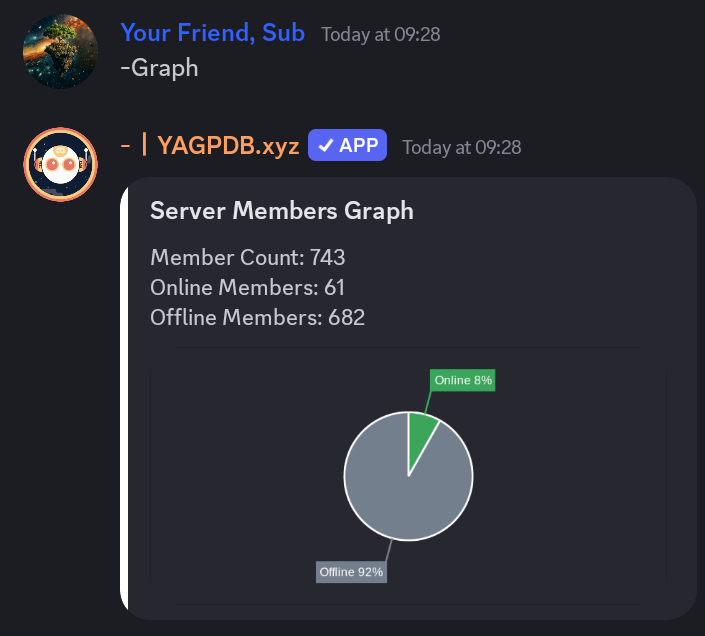 Your Friend, Sub Today at 09:28
-Graph
- | YAGPDB.xyz ✓ APP Today at 09:28
Server Members Graph
Member Count: 743
Online Members: 61
Offline Members: 682
Online 8%
Offline 92%